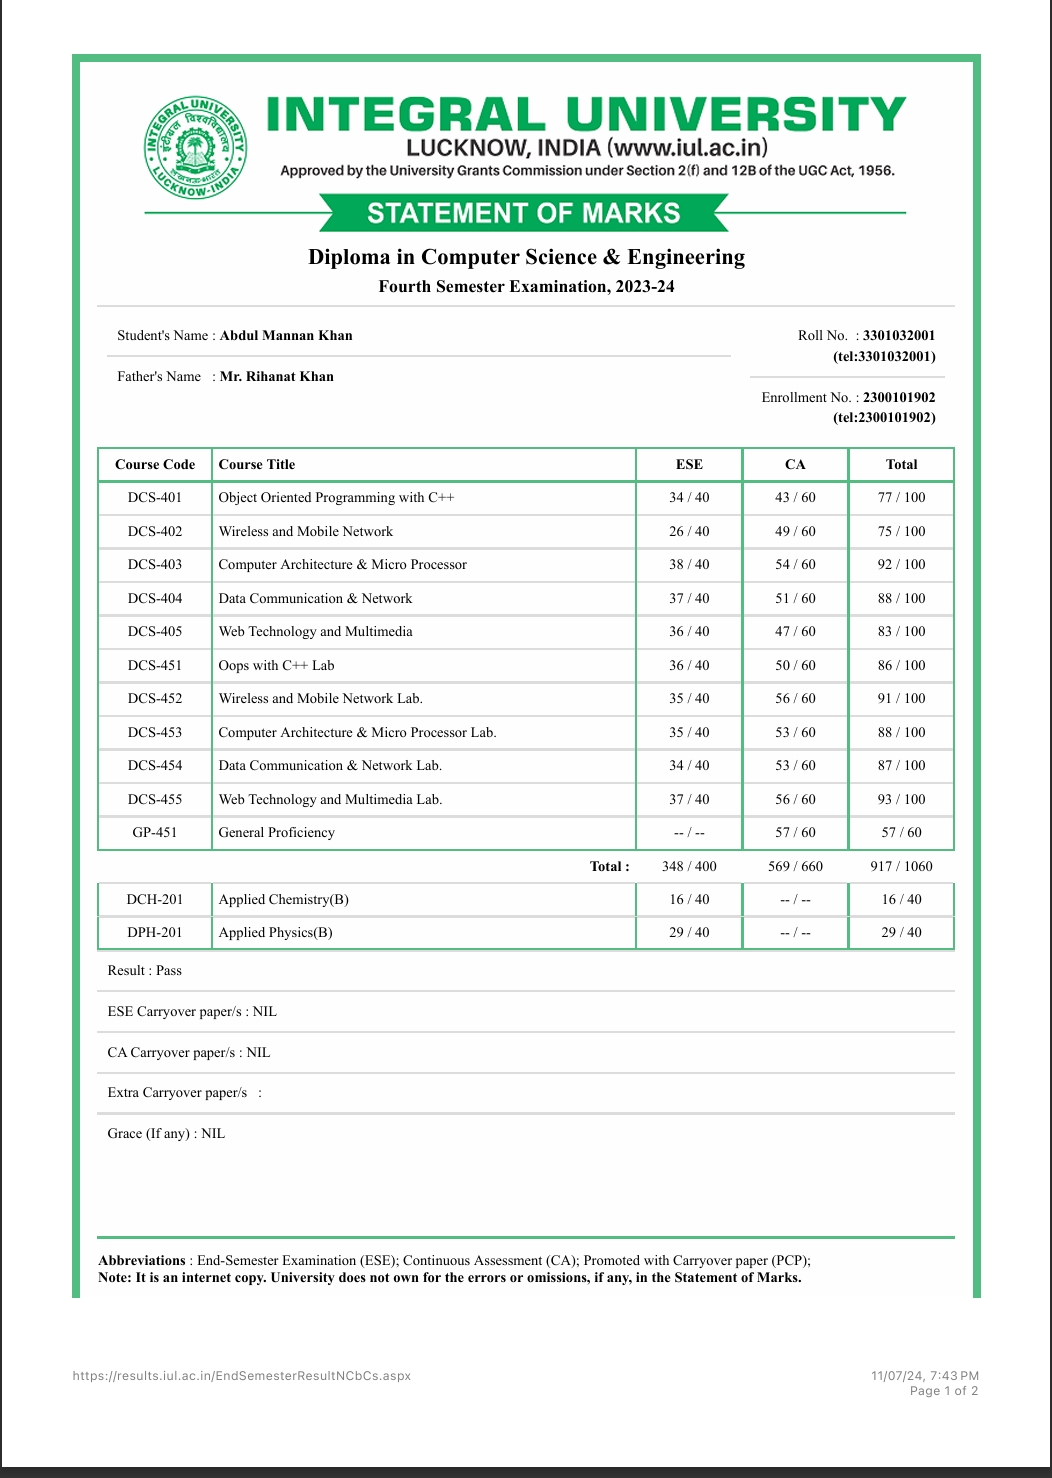 INTEGRAL UNIVERSITY
LUCKNOW, INDIA (www.iul.ac.in)
Approved by the University Grants Commission under Section 2(f) and 12B of the UGC Act, 1956.
INTEGRAL UNIVERSITY
LUCKNOW-INDIA
STATEMENT OF MARKS
Diploma in Computer Science & Engineering
Fourth Semester Examination, 2023-24
Student's Name : Abdul Mannan Khan
Roll No. : 3301032001
(tel:3301032001)
Father's Name : Mr. Rihanat Khan
Enrollment No. : 2300101902
(tel:2300101902)
Course Code Course Title ESE CA Total
DCS-401 Object Oriented Programming with C++ 34 / 40 43 / 60 77 / 100
DCS-402 Wireless and Mobile Network 26 / 40 49 / 60 75 / 100
DCS-403 Computer Architecture & Micro Processor 38 / 40 54 / 60 92 / 100
DCS-404 Data Communication & Network 37 / 40 51 / 60 88 / 100
DCS-405 Web Technology and Multimedia 36 / 40 47 / 60 83 / 100
DCS-451 Oops with C++ Lab 36 / 40 50 / 60 86 / 100
DCS-452 Wireless and Mobile Network Lab. 35 / 40 56 / 60 91 / 100
DCS-453 Computer Architecture & Micro Processor Lab. 35 / 40 53 / 60 88 / 100
DCS-454 Data Communication & Network Lab. 34 / 40 53 / 60 87 / 100
DCS-455 Web Technology and Multimedia Lab. 37 / 40 56 / 60 93 / 100
GP-451 General Proficiency -- / -- 57 / 60 57 / 60
Total : 348 / 400 569 / 660 917 / 1060
DCH-201 Applied Chemistry(B) 16 / 40 -- / -- 16 / 40
DPH-201 Applied Physics(B) 29 / 40 -- / -- 29 / 40
Result : Pass
ESE Carryover paper/s : NIL
CA Carryover paper/s : NIL
Extra Carryover paper/s :
Grace (If any) : NIL
Abbreviations : End-Semester Examination (ESE); Continuous Assessment (CA); Promoted with Carryover paper (PCP);
Note: It is an internet copy. University does not own for the errors or omissions, if any, in the Statement of Marks.
https://results.iul.ac.in/EndSemesterResultNCbCs.aspx
11/07/24, 7:43 PM
Page 1 of 2